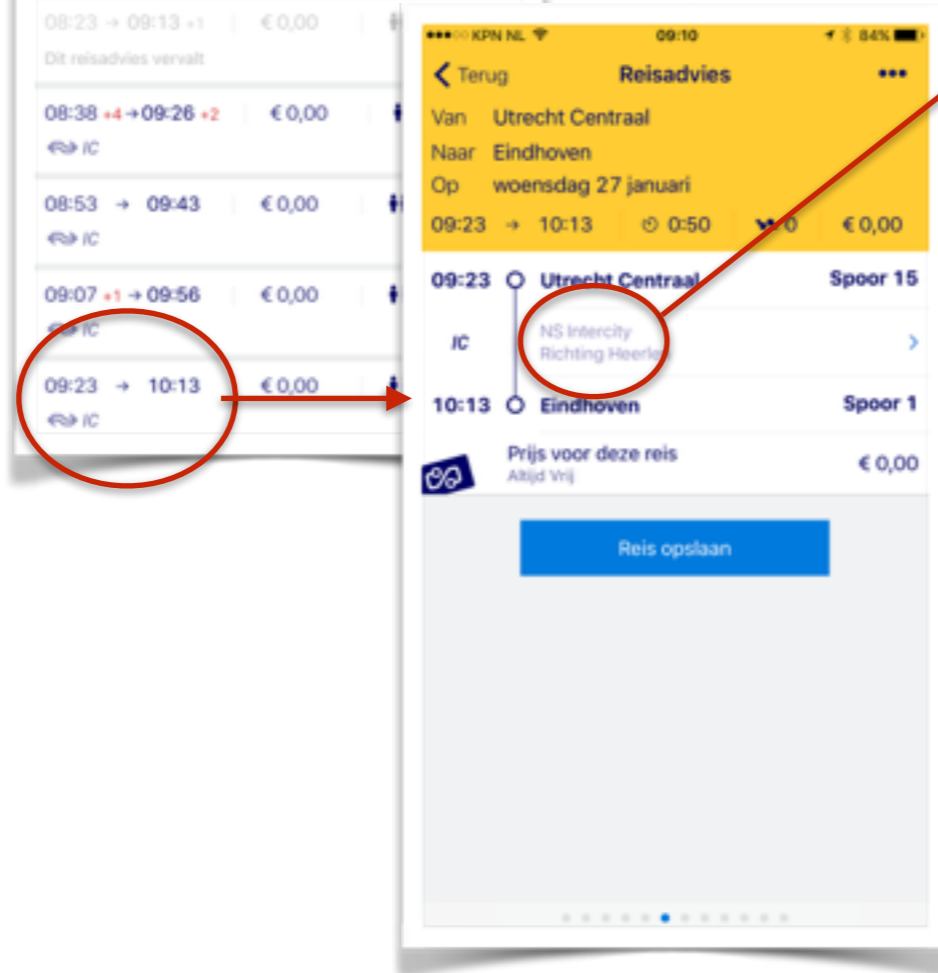 08:23 → 09:13 +1 € 0,00
Dit reisadvies vervalt
08:38 +4 → 09:26 +2 € 0,00
IC
08:53 → 09:43 € 0,00
IC
09:07 +1 → 09:56 € 0,00
IC
09:23 → 10:13 € 0,00
IC
KPN NL 09:10 84%
Terug Reisadvies •••
Van Utrecht Centraal
Naar Eindhoven
Op woensdag 27 januari
09:23 → 10:13 0:50 0 € 0,00
09:23 Utrecht Centraal Spoor 15
NS Intercity
IC Richting Heerlen
10:13 Eindhoven Spoor 1
Prijs voor deze reis € 0,00
Altijd Vrij
Reis opslaan